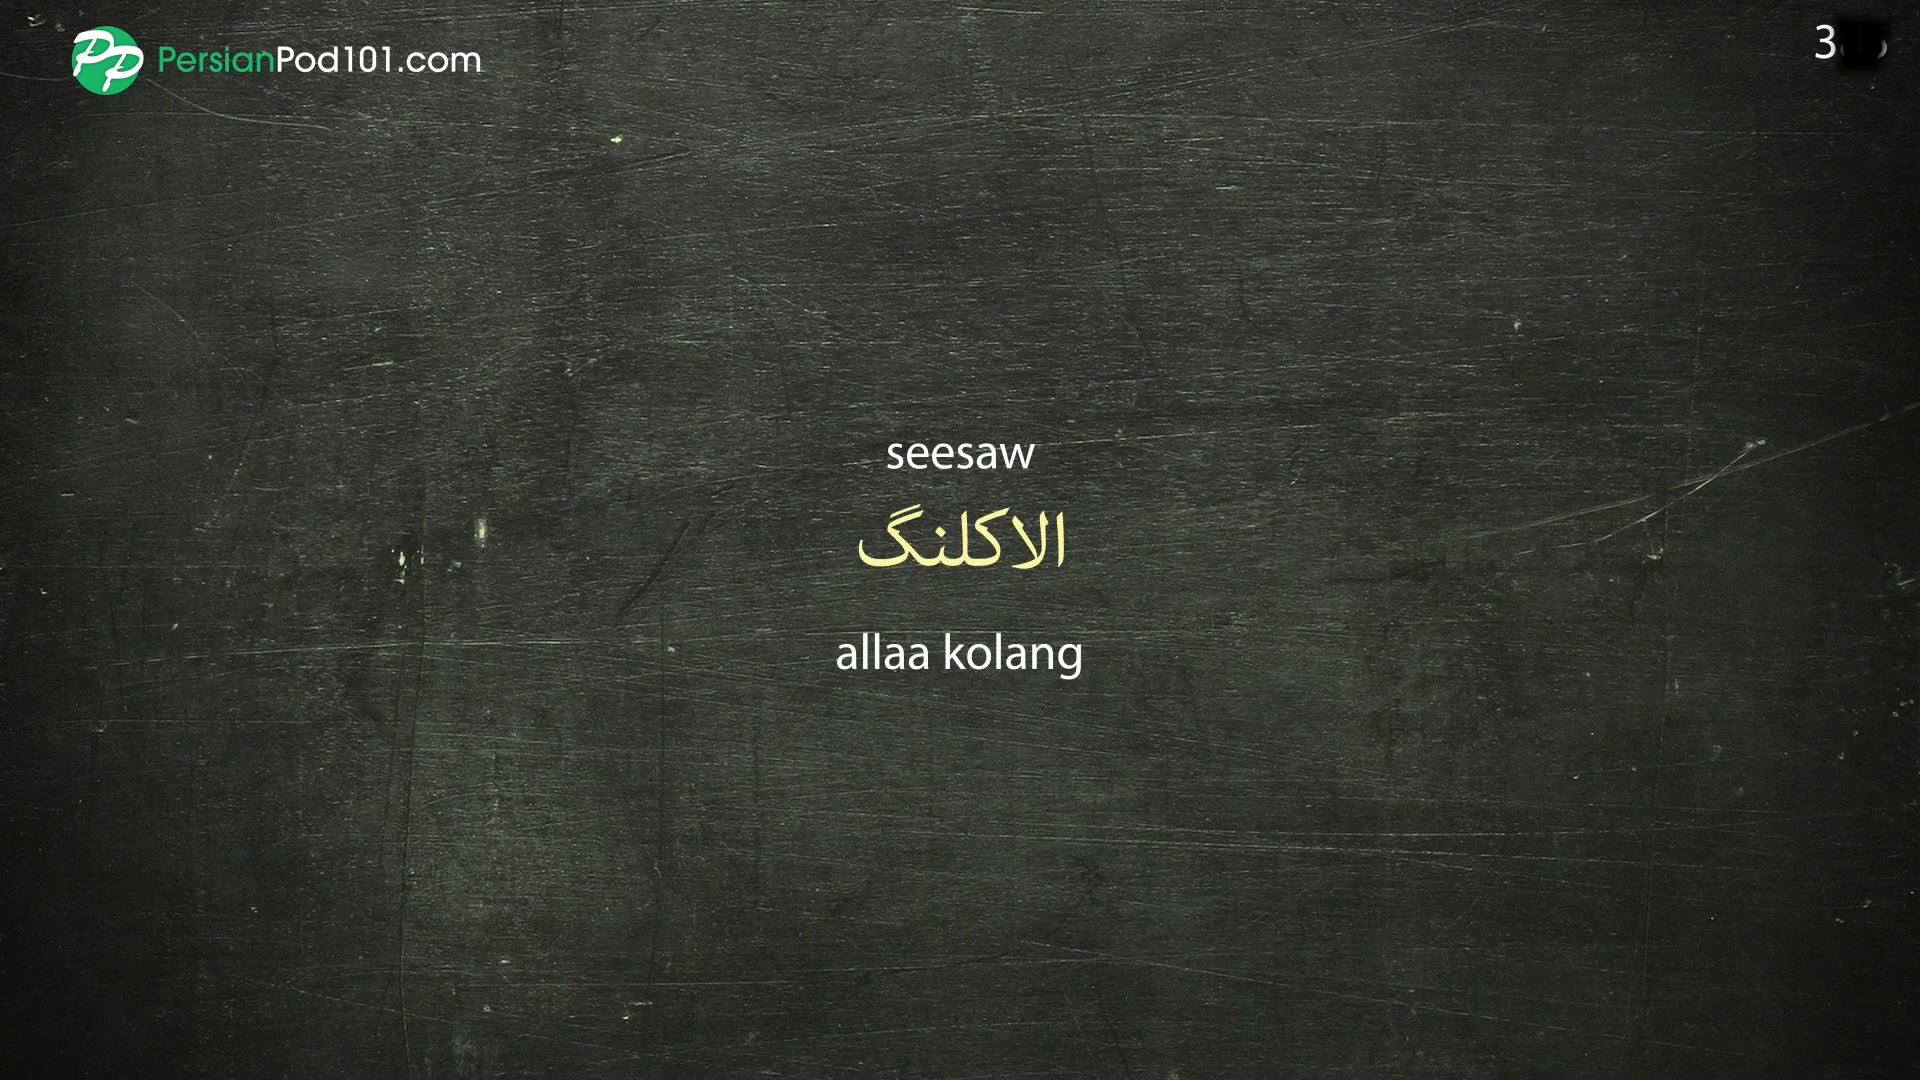 PersianPod101.com
seesaw
الاکلنگ
allaa kolang